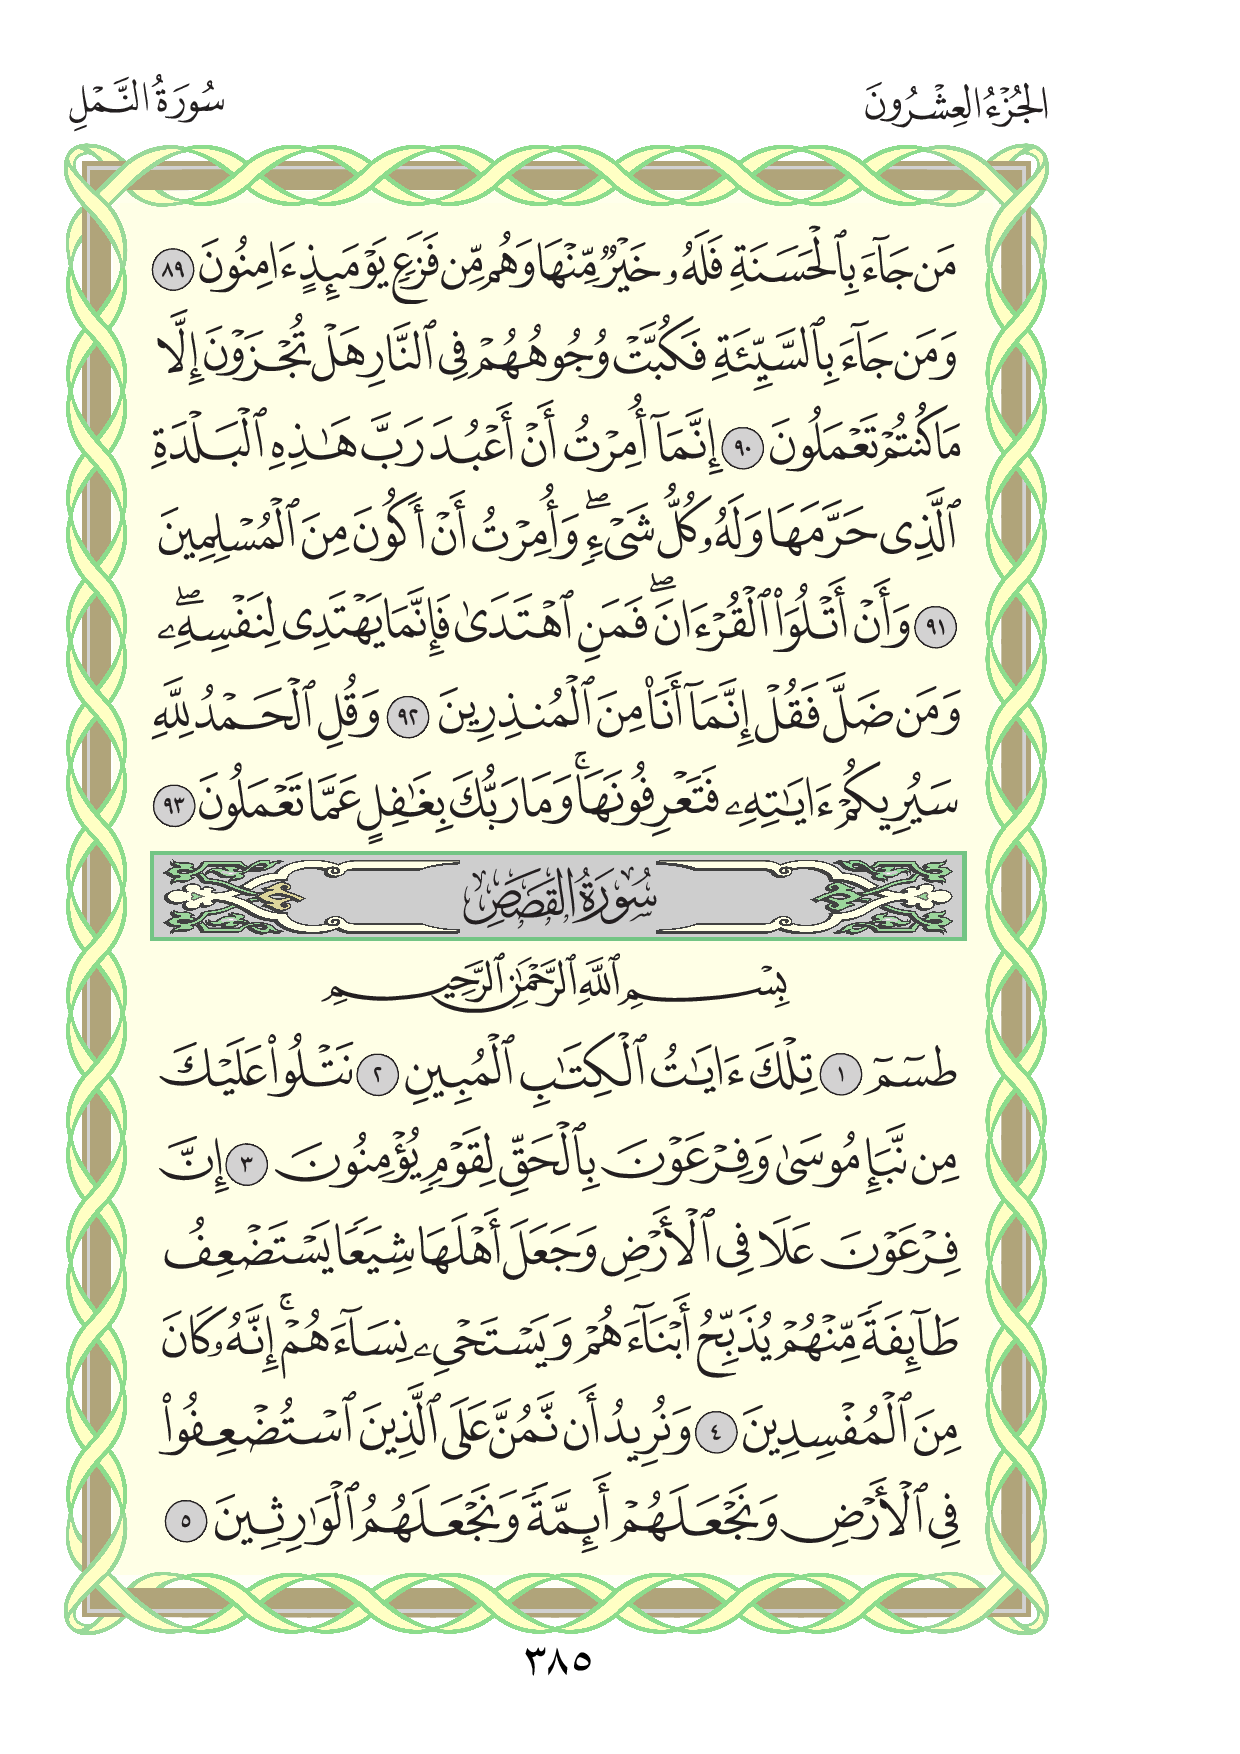 الجُزْءُ العِشْرُونَ
سُورَةُ النَّمْلِ
مَن جَآءَ بِٱلْحَسَنَةِ فَلَهُۥ خَيْرٌ مِّنْهَا وَهُم مِّن فَزَعٍ يَوْمَئِذٍ ءَامِنُونَ ٨٩
وَمَن جَآءَ بِٱلسَّيِّئَةِ فَكُبَّتْ وُجُوهُهُمْ فِى ٱلنَّارِ هَلْ تُجْزَوْنَ إِلَّا
مَا كُنتُمْ تَعْمَلُونَ ٩٠ إِنَّمَآ أُمِرْتُ أَنْ أَعْبُدَ رَبَّ هَـٰذِهِ ٱلْبَلْدَةِ
ٱلَّذِى حَرَّمَهَا وَلَهُۥ كُلُّ شَىْءٍ ۖ وَأُمِرْتُ أَنْ أَكُونَ مِنَ ٱلْمُسْلِمِينَ
٩١ وَأَنْ أَتْلُوَا۟ ٱلْقُرْءَانَ ۖ فَمَنِ ٱهْتَدَىٰ فَإِنَّمَا يَهْتَدِى لِنَفْسِهِۦ ۖ
وَمَن ضَلَّ فَقُلْ إِنَّمَآ أَنَا۠ مِنَ ٱلْمُنذِرِينَ ٩٢ وَقُلِ ٱلْحَمْدُ لِلَّهِ
سَيُرِيكُمْ ءَايَـٰتِهِۦ فَتَعْرِفُونَهَا ۚ وَمَا رَبُّكَ بِغَـٰفِلٍ عَمَّا تَعْمَلُونَ ٩٣
سُورَةُ القَصَصِ
بِسْمِ ٱللَّهِ ٱلرَّحْمَـٰنِ ٱلرَّحِيمِ
طسٓمٓ ١ تِلْكَ ءَايَـٰتُ ٱلْكِتَـٰبِ ٱلْمُبِينِ ٢ نَتْلُوا۟ عَلَيْكَ
مِن نَّبَإِ مُوسَىٰ وَفِرْعَوْنَ بِٱلْحَقِّ لِقَوْمٍ يُؤْمِنُونَ ٣ إِنَّ
فِرْعَوْنَ عَلَا فِى ٱلْأَرْضِ وَجَعَلَ أَهْلَهَا شِيَعًا يَسْتَضْعِفُ
طَآئِفَةً مِّنْهُمْ يُذَبِّحُ أَبْنَآءَهُمْ وَيَسْتَحْىِۦ نِسَآءَهُمْ ۚ إِنَّهُۥ كَانَ
مِنَ ٱلْمُفْسِدِينَ ٤ وَنُرِيدُ أَن نَّمُنَّ عَلَى ٱلَّذِينَ ٱسْتُضْعِفُوا۟
فِى ٱلْأَرْضِ وَنَجْعَلَهُمْ أَئِمَّةً وَنَجْعَلَهُمُ ٱلْوَٰرِثِينَ ٥
٣٨٥